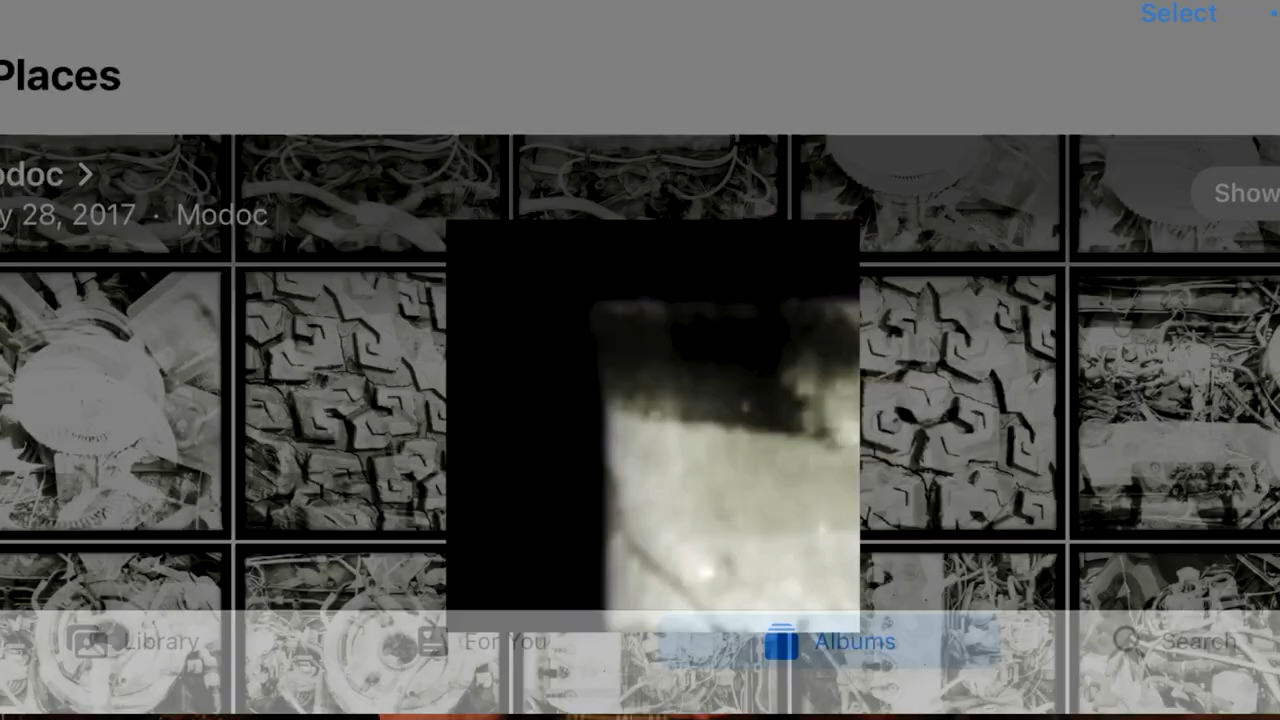 Select
Places
odoc >
y 28, 2017 · Modoc
Show
Library
For You
Albums
Search